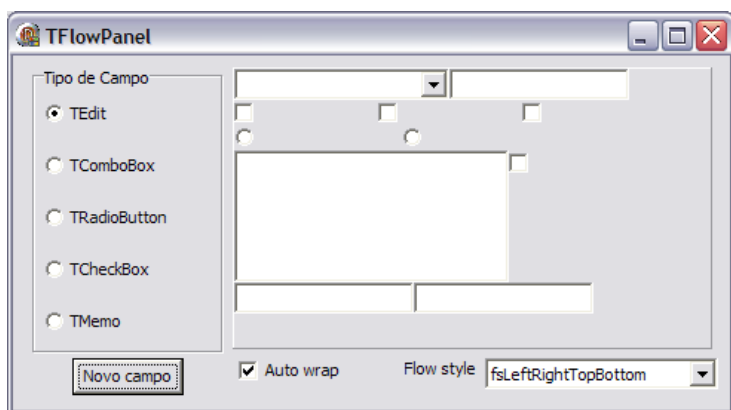 TFlowPanel
Tipo de Campo
TEdit
TComboBox
TRadioButton
TCheckBox
TMemo
Novo campo
Auto wrap
Flow style
fsLeftRightTopBottom